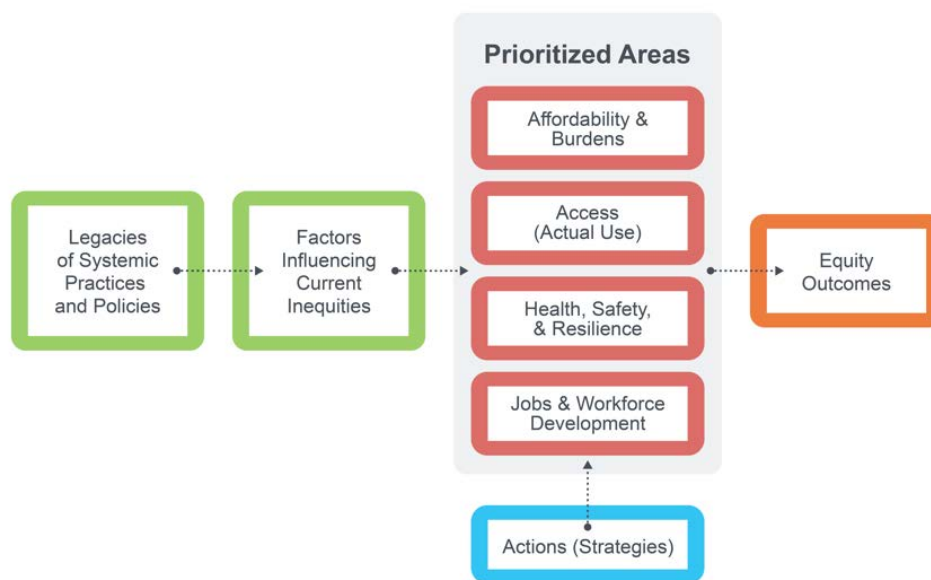 Legacies
of Systemic
Practices
and Policies
Factors
Influencing
Current
Inequities
Prioritized Areas
Affordability &
Burdens
Access
(Actual Use)
Health, Safety,
& Resilience
Jobs & Workforce
Development
Actions (Strategies)
Equity
Outcomes